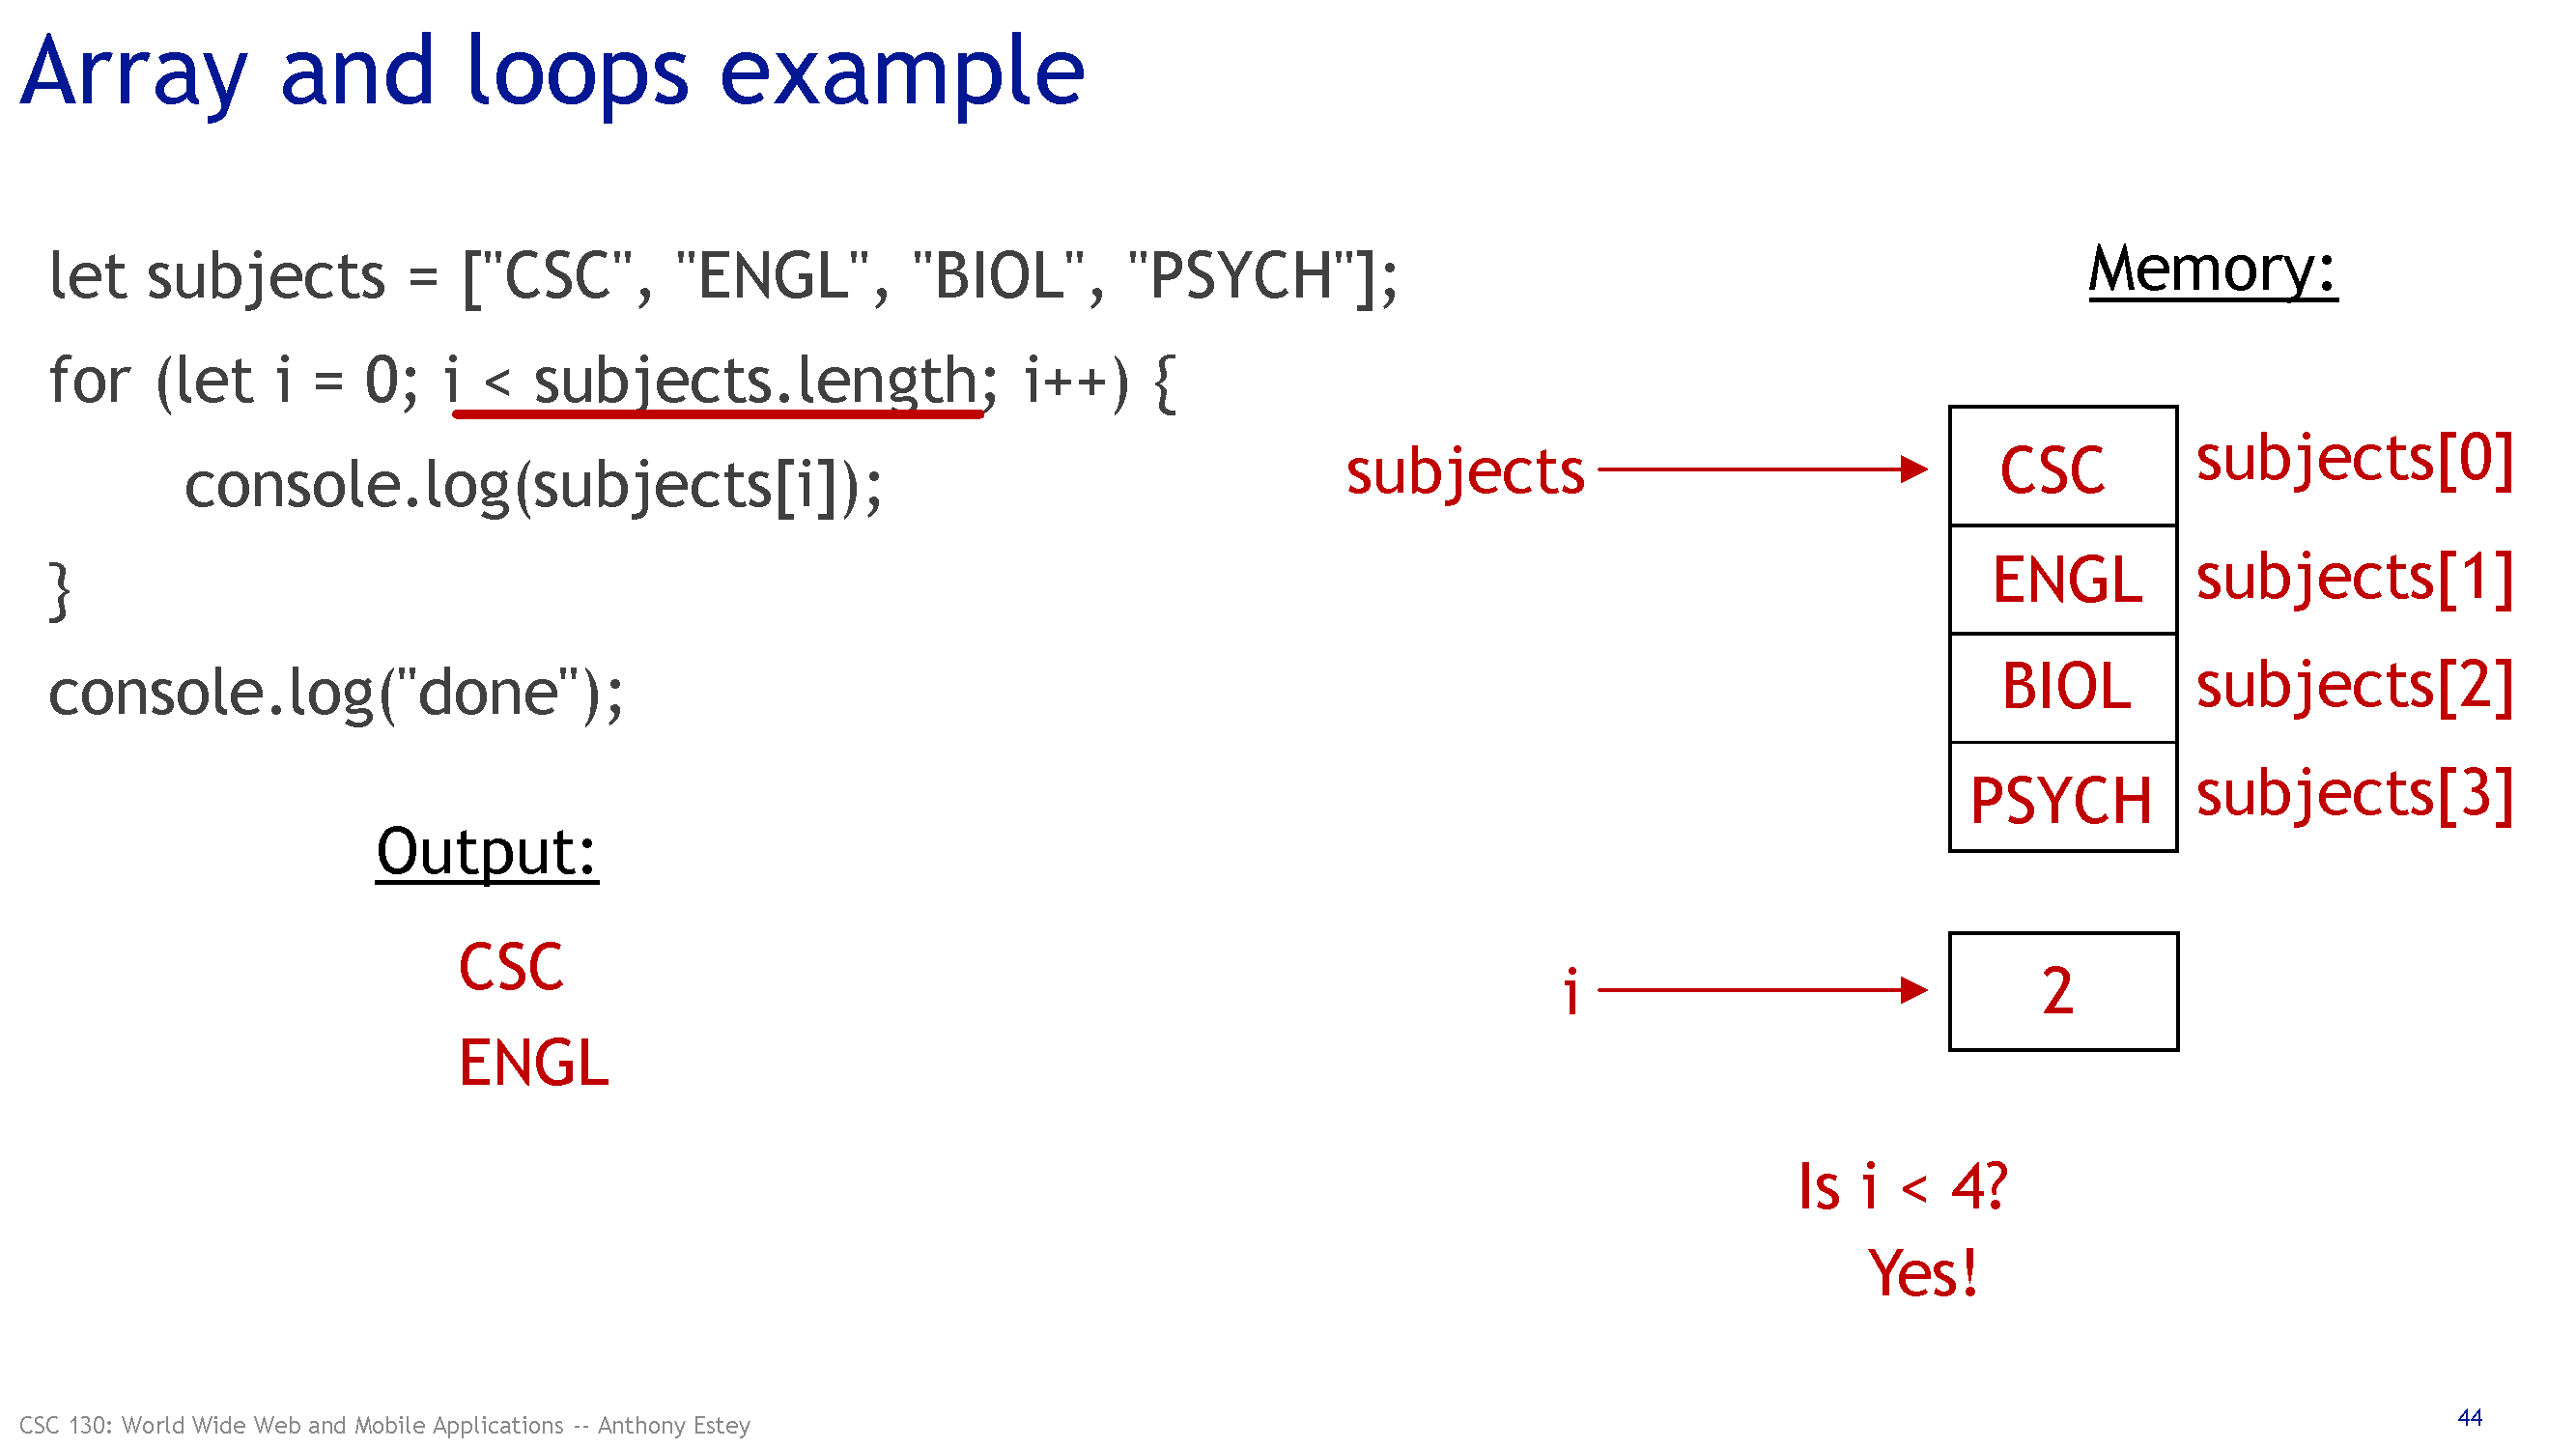 Array and loops example
let subjects = ["CSC", "ENGL", "BIOL", "PSYCH"];
for (let i = 0; i < subjects.length; i++) {
console.log(subjects[i]);
}
console.log("done");
Output:
CSC
ENGL
Memory:
subjects
CSC subjects[0]
ENGL subjects[1]
BIOL subjects[2]
PSYCH subjects[3]
i
2
Is i < 4?
Yes!
CSC 130: World Wide Web and Mobile Applications -- Anthony Estey
44